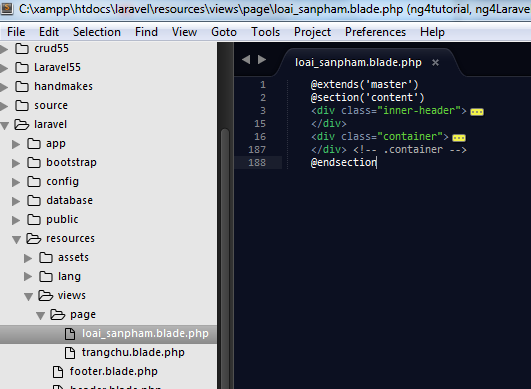 C:\xampp\htdocs\laravel\resources\views\page\loai_sanpham.blade.php (ng4tutorial, ng4Larave
File Edit Selection Find View Goto Tools Project Preferences Help
crud55
Laravel55
handmakes
source
laravel
app
bootstrap
config
database
public
resources
assets
lang
views
page
loai_sanpham.blade.php
trangchu.blade.php
footer.blade.php
header.blade.php
loai_sanpham.blade.php ×
1 @extends('master')
2 @section('content')
3 <div class="inner-header">
15 </div>
16 <div class="container">
187 </div> <!-- .container -->
188 @endsection